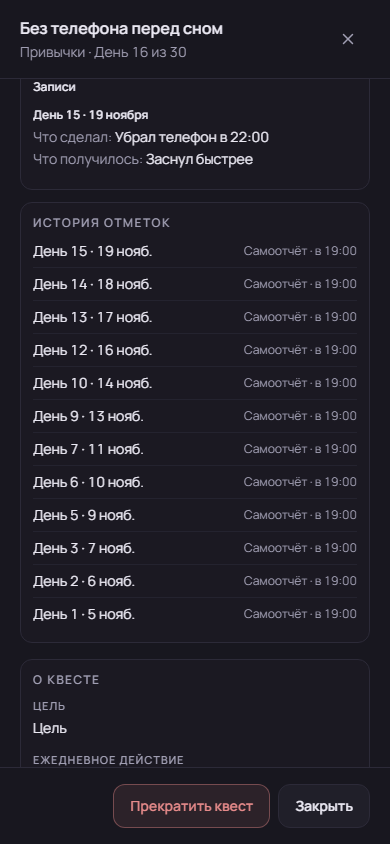 Без телефона перед сном
Привычки · День 16 из 30
Записи
День 15 · 19 ноября
Что сделал: Убрал телефон в 22:00
Что получилось: Заснул быстрее
ИСТОРИЯ ОТМЕТОК
День 15 · 19 нояб. Самоотчёт · в 19:00
День 14 · 18 нояб. Самоотчёт · в 19:00
День 13 · 17 нояб. Самоотчёт · в 19:00
День 12 · 16 нояб. Самоотчёт · в 19:00
День 10 · 14 нояб. Самоотчёт · в 19:00
День 9 · 13 нояб. Самоотчёт · в 19:00
День 7 · 11 нояб. Самоотчёт · в 19:00
День 6 · 10 нояб. Самоотчёт · в 19:00
День 5 · 9 нояб. Самоотчёт · в 19:00
День 3 · 7 нояб. Самоотчёт · в 19:00
День 2 · 6 нояб. Самоотчёт · в 19:00
День 1 · 5 нояб. Самоотчёт · в 19:00
О КВЕСТЕ
ЦЕЛЬ
Цель
ЕЖЕДНЕВНОЕ ДЕЙСТВИЕ
Прекратить квест Закрыть